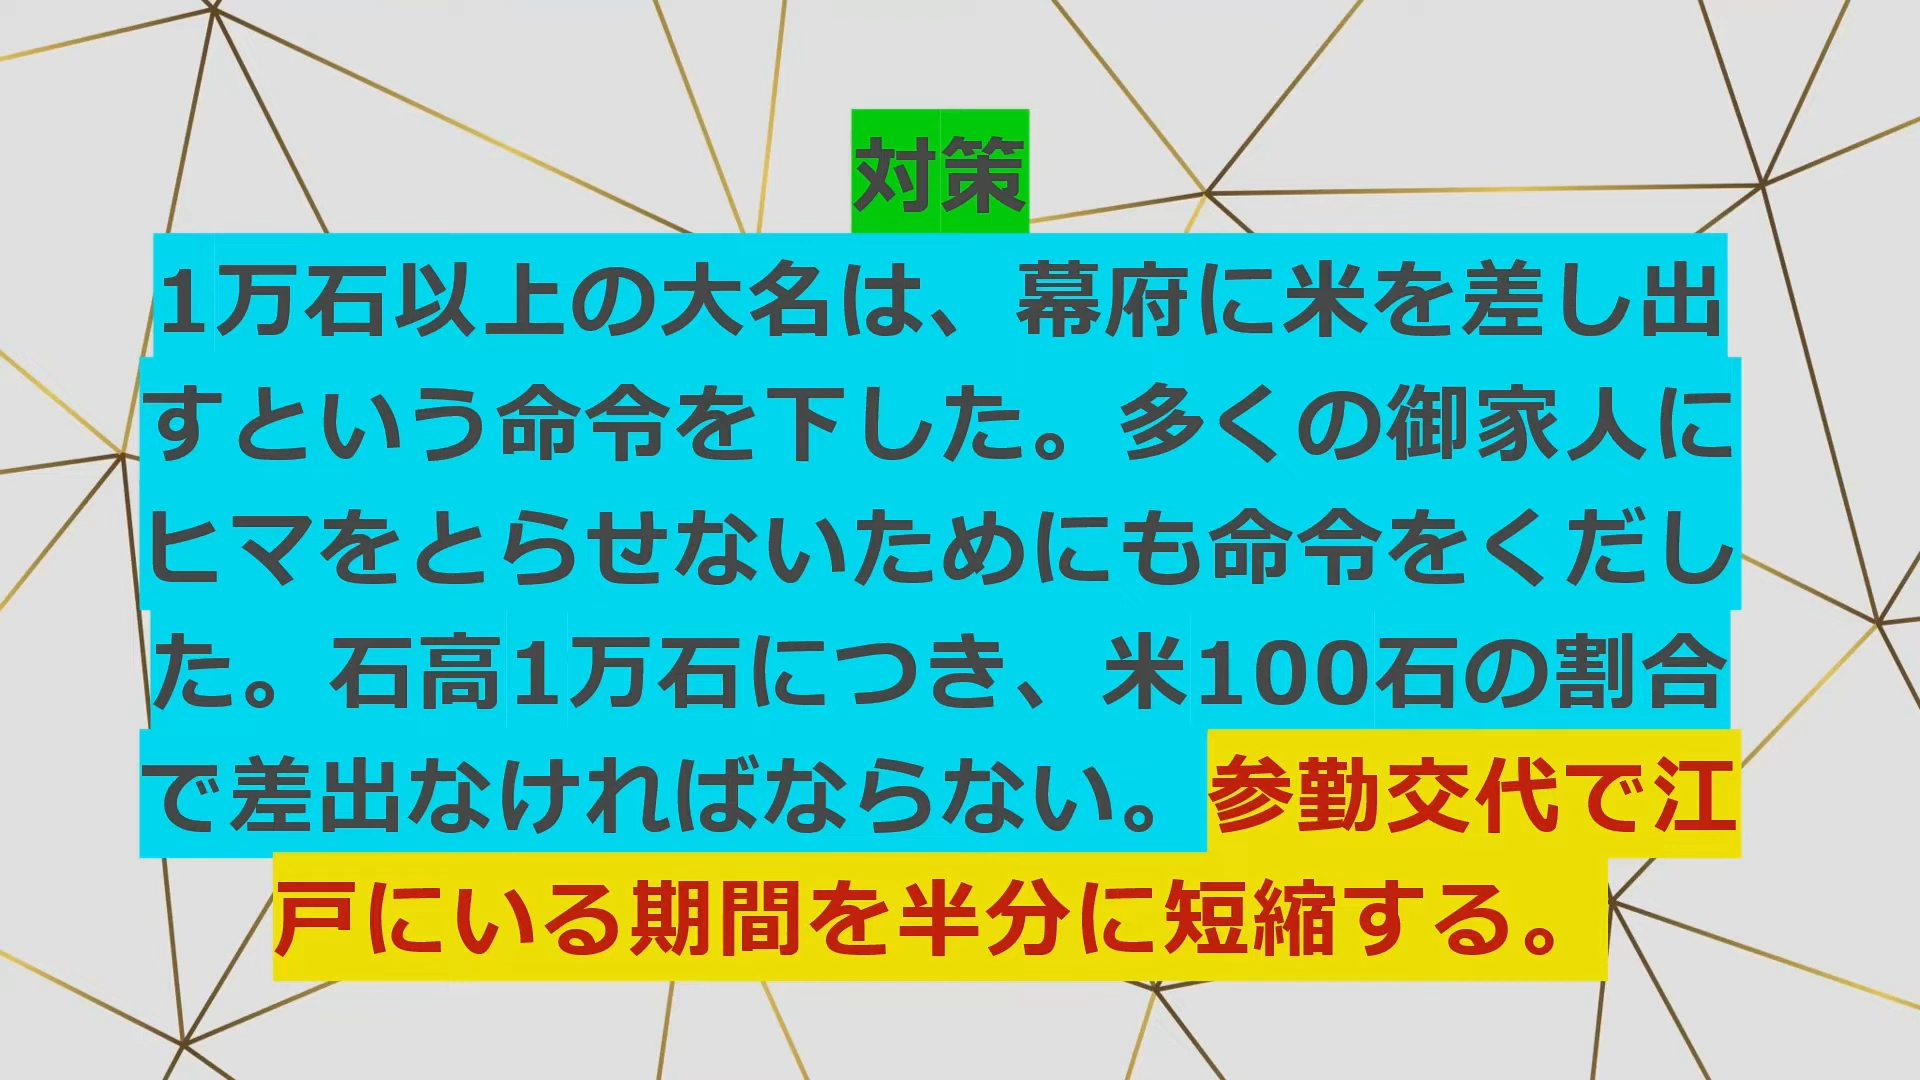 対策
1万石以上の大名は、幕府に米を差し出
すという命令を下した。多くの御家人に
ヒマをとらせないためにも命令をくだし
た。石高1万石につき、米100石の割合
で差出なければならない。参勤交代で江
戸にいる期間を半分に短縮する。